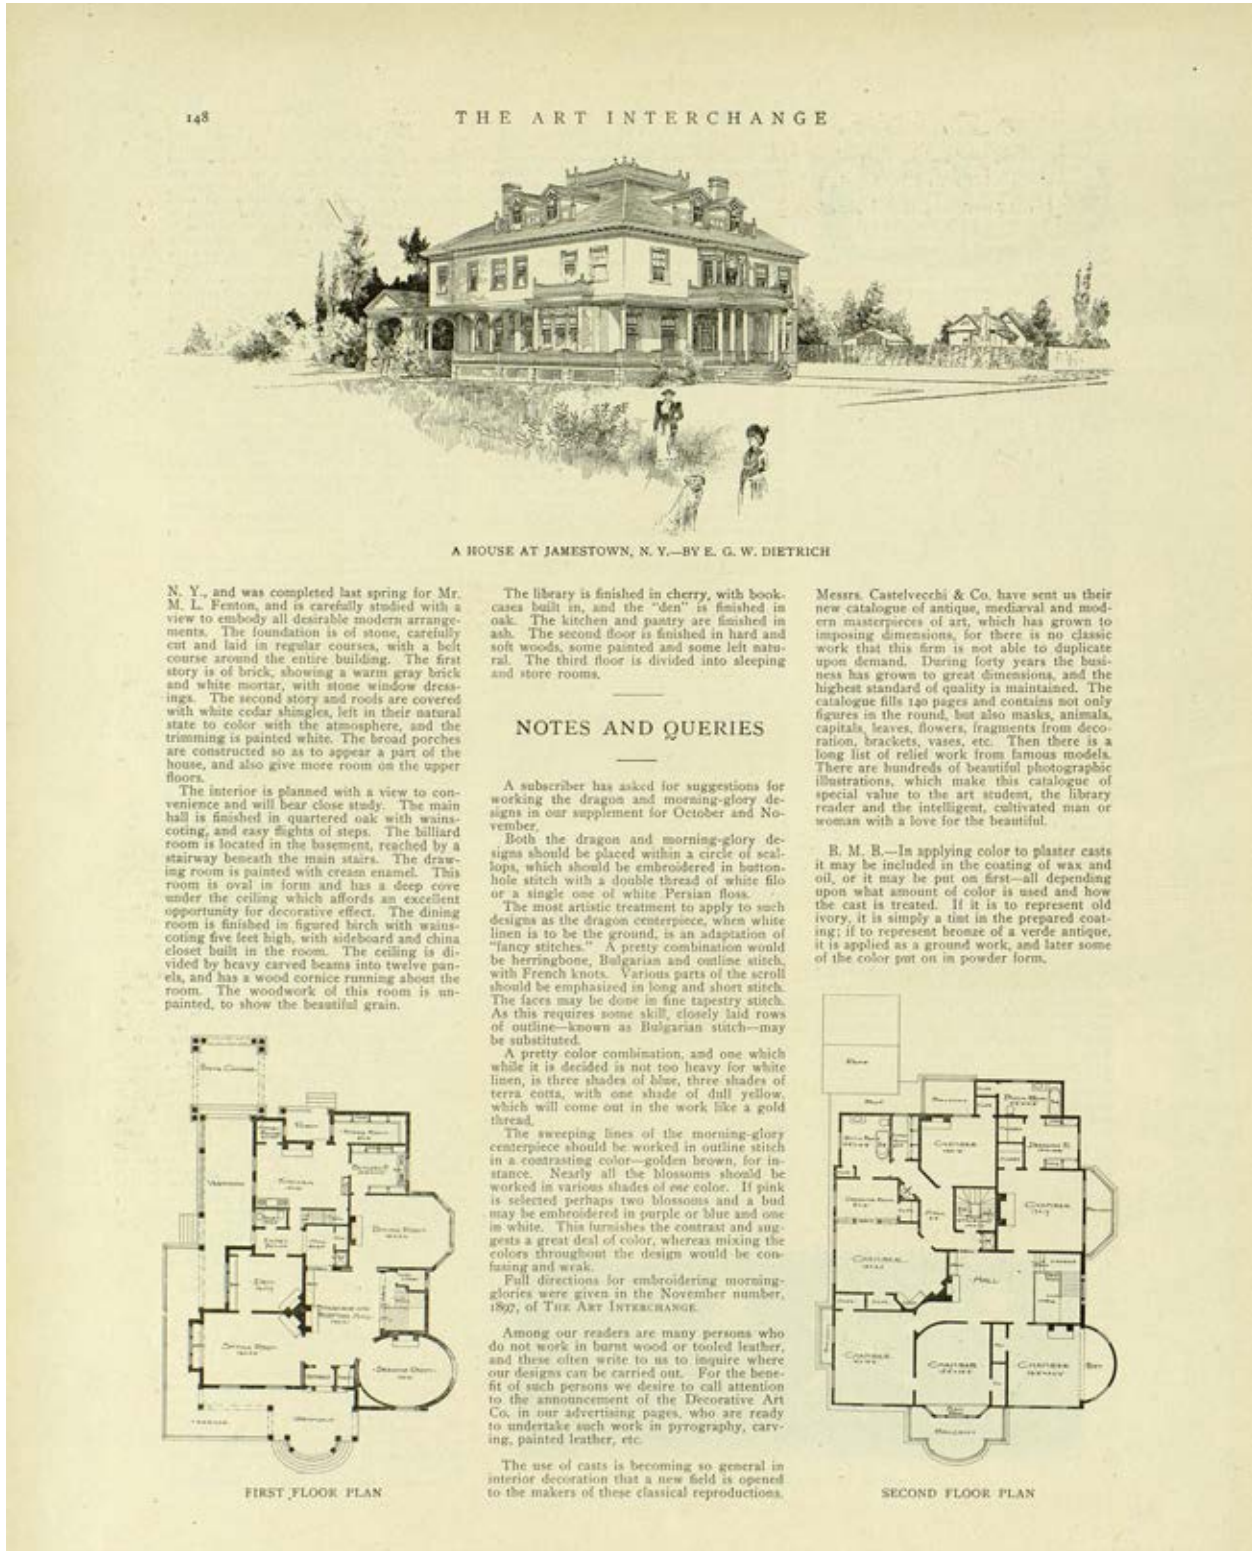 148
THE ART INTERCHANGE
A HOUSE AT JAMESTOWN, N. Y.—BY E. G. W. DIETRICH
N. Y., and was completed last spring for Mr.
M. L. Fenton, and is carefully studied with a
view to embody all desirable modern arrange-
ments. The foundation is of stone, carefully
cut and laid in regular courses, with a belt
course around the entire building. The first
story is of brick, showing a warm gray brick
and white mortar, with stone window dress-
ings. The second story and roofs are covered
with white cedar shingles, left in their natural
state to color with the atmosphere, and the
trimming is painted white. The broad porches
are constructed so as to appear a part of the
house, and also give more room on the upper
floors.
The interior is planned with a view to con-
venience and will bear close study. The main
hall is finished in quartered oak with wains-
coting, and easy flights of steps. The billiard
room is located in the basement, reached by a
stairway beneath the main stairs. The draw-
ing room is painted with cream enamel. This
room is oval in form and has a deep cove
under the ceiling which affords an excellent
opportunity for decorative effect. The dining
room is finished in figured birch with wains-
coting five feet high, with sideboard and china
closet built in the room. The ceiling is di-
vided by heavy carved beams into twelve pan-
els, and has a wood cornice running about the
room. The woodwork of this room is un-
painted, to show the beautiful grain.
KITCHEN
DINING ROOM
DEN
SITTING ROOM
DRAWING ROOM
VERANDA
FIRST FLOOR PLAN
The library is finished in cherry, with book-
cases built in, and the "den" is finished in
oak. The kitchen and pantry are finished in
ash. The second floor is finished in hard and
soft woods, some painted and some left natu-
ral. The third floor is divided into sleeping
and store rooms.
NOTES AND QUERIES
A subscriber has asked for suggestions for
working the dragon and morning-glory de-
signs in our supplement for October and No-
vember.
Both the dragon and morning-glory de-
signs should be placed within a circle of scal-
lops, which should be embroidered in button-
hole stitch with a double thread of white filo
or a single one of white Persian floss.
The most artistic treatment to apply to such
designs as the dragon centerpiece, when white
linen is to be the ground, is an adaptation of
"fancy stitches." A pretty combination would
be herringbone, Bulgarian and outline stitch,
with French knots. Various parts of the scroll
should be emphasized in long and short stitch.
The faces may be done in fine tapestry stitch.
As this requires some skill, closely laid rows
of outline—known as Bulgarian stitch—may
be substituted.
A pretty color combination, and one which
while it is decided is not too heavy for white
linen, is three shades of blue, three shades of
terra cotta, with one shade of dull yellow,
which will come out in the work like a gold
thread.
The sweeping lines of the morning-glory
centerpiece should be worked in outline stitch
in a contrasting color—golden brown, for in-
stance. Nearly all the blossoms should be
worked in various shades of one color. If pink
is selected perhaps two blossoms and a bud
may be embroidered in purple or blue and one
in white. This furnishes the contrast and sug-
gests a great deal of color, whereas mixing the
colors throughout the design would be con-
fusing and weak.
Full directions for embroidering morning-
glories were given in the November number,
1897, of THE ART INTERCHANGE.
Among our readers are many persons who
do not work in burnt wood or tooled leather,
and these often write to us to inquire where
our designs can be carried out. For the bene-
fit of such persons we desire to call attention
to the announcement of the Decorative Art
Co. in our advertising pages, who are ready
to undertake such work in pyrography, carv-
ing, painted leather, etc.
The use of casts is becoming so general in
interior decoration that a new field is opened
to the makers of these classical reproductions.
Messrs. Castelvecchi & Co. have sent us their
new catalogue of antique, mediæval and mod-
ern masterpieces of art, which has grown to
imposing dimensions, for there is no classic
work that this firm is not able to duplicate
upon demand. During forty years the busi-
ness has grown to great dimensions, and the
highest standard of quality is maintained. The
catalogue fills 140 pages and contains not only
figures in the round, but also masks, animals,
capitals, leaves, flowers, fragments from deco-
ration, brackets, vases, etc. Then there is a
long list of relief work from famous models.
There are hundreds of beautiful photographic
illustrations, which make this catalogue of
special value to the art student, the library
reader and the intelligent, cultivated man or
woman with a love for the beautiful.
B. M. B.—In applying color to plaster casts
it may be included in the coating of wax and
oil, or it may be put on first—all depending
upon what amount of color is used and how
the cast is treated. If it is to represent old
ivory, it is simply a tint in the prepared coat-
ing; if to represent bronze of a verde antique,
it is applied as a ground work, and later some
of the color put on in powder form.
ROOF
CHAMBER
CHAMBER
CHAMBER
HALL
CHAMBER
CHAMBER
CHAMBER
BAY
BALCONY
SECOND FLOOR PLAN